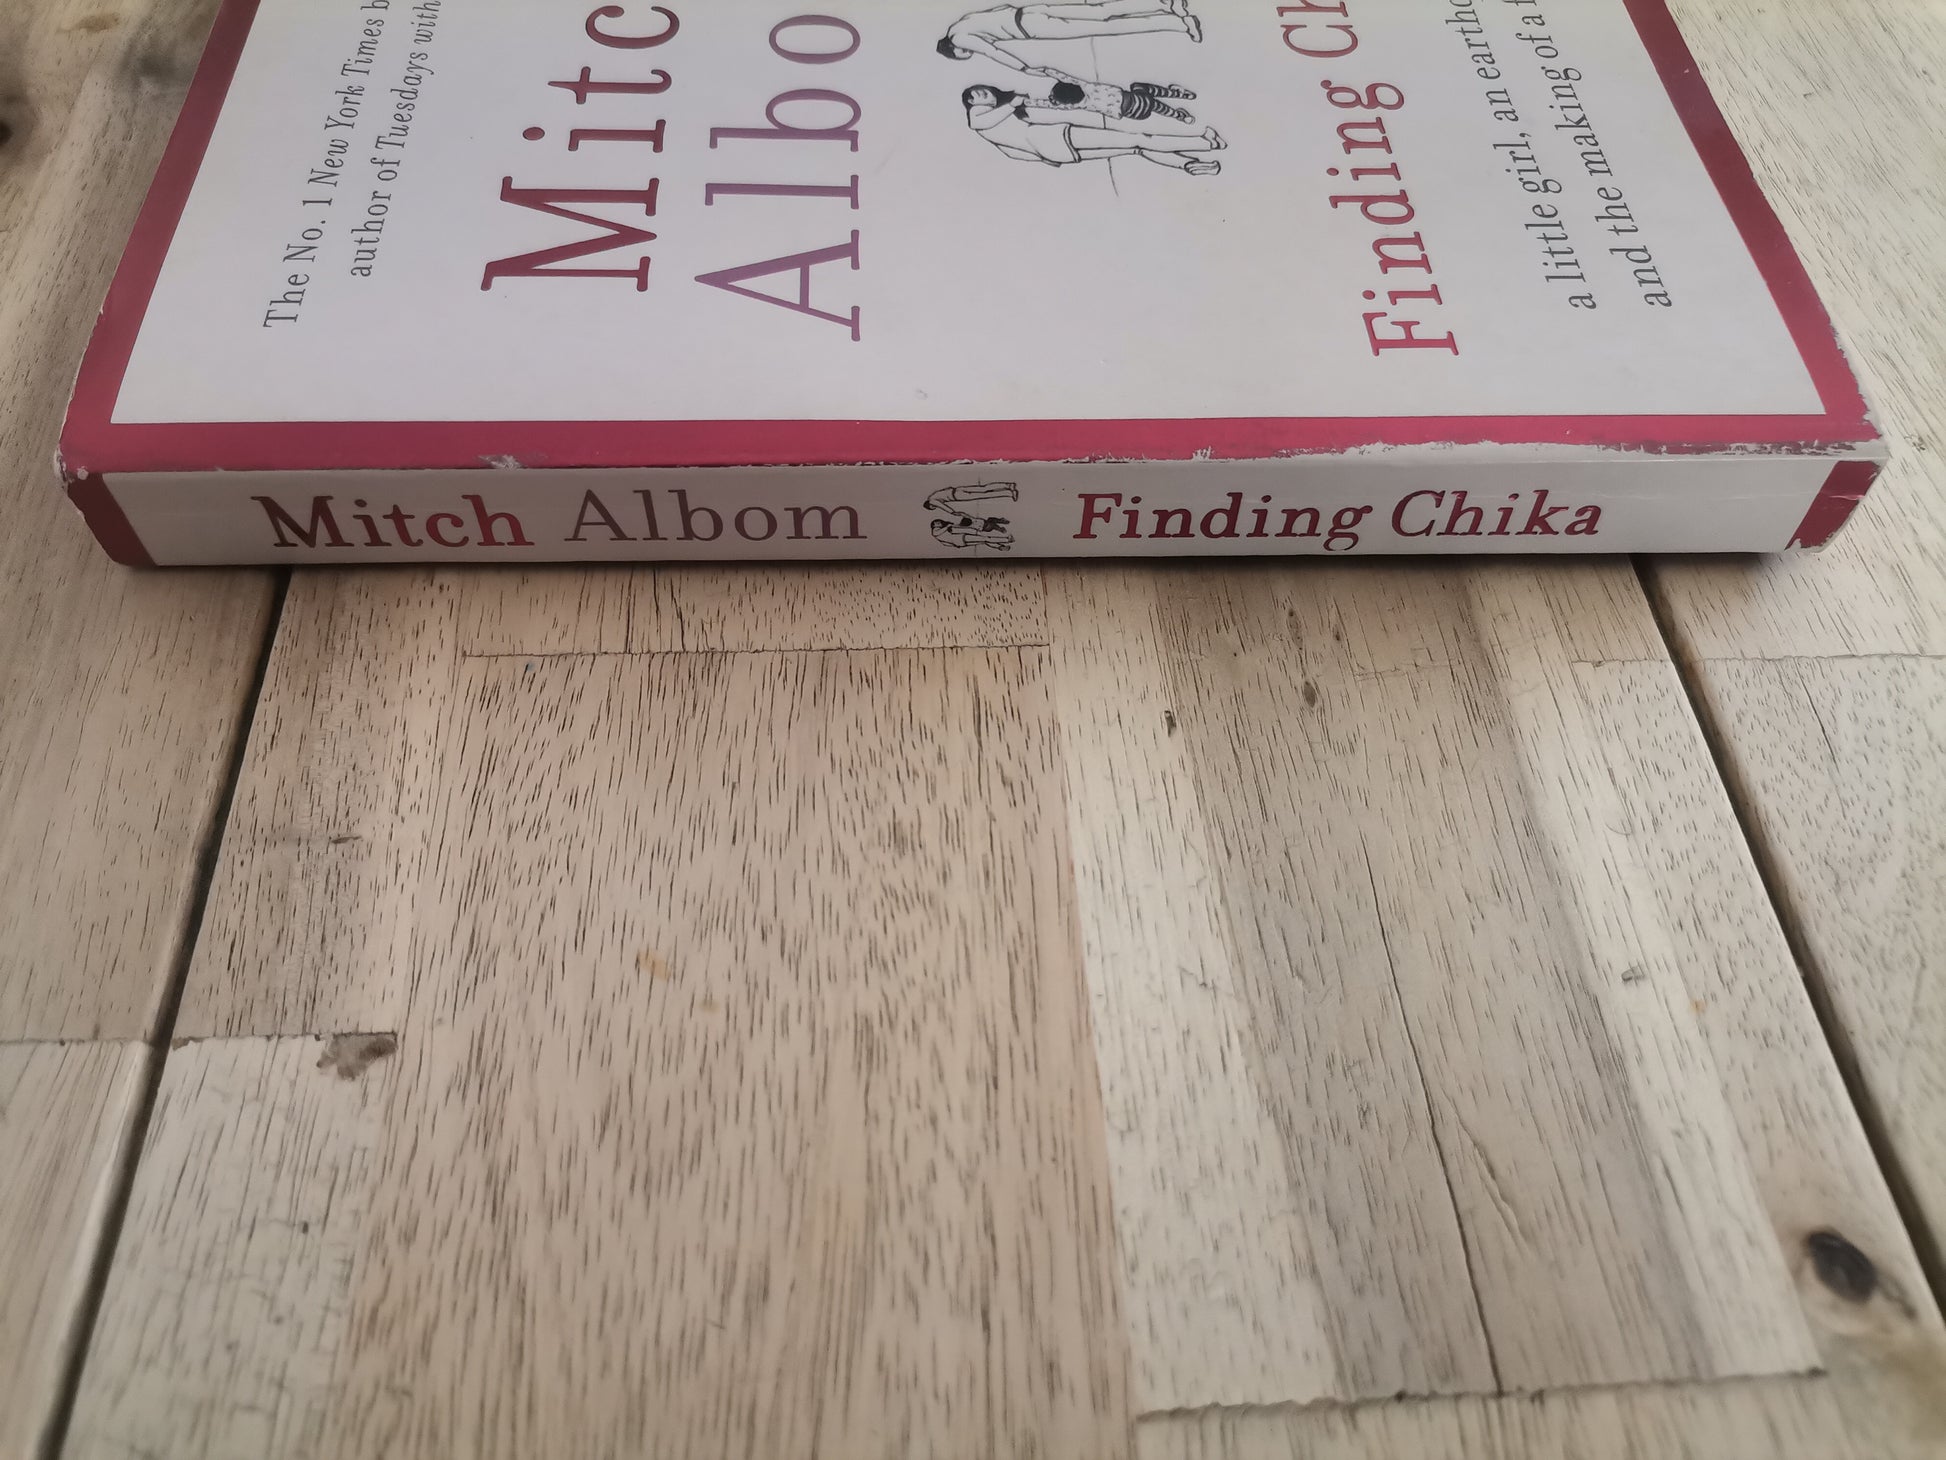 The No. 1 New York Times
author of Tuesdays with
Mitc
Albo
Finding Ch
a little girl, an
and the making of a
Mitch Albom Finding Chika